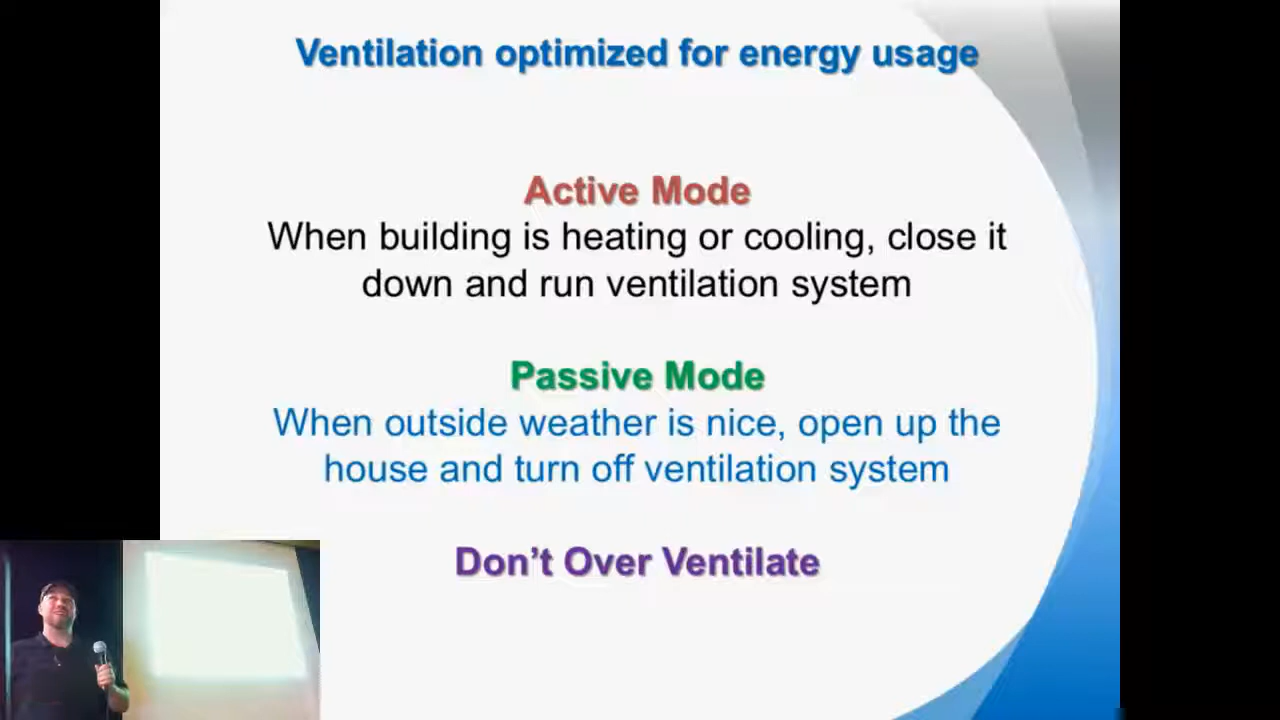 Ventilation optimized for energy usage
Active Mode
When building is heating or cooling, close it
down and run ventilation system
Passive Mode
When outside weather is nice, open up the
house and turn off ventilation system
Don't Over Ventilate